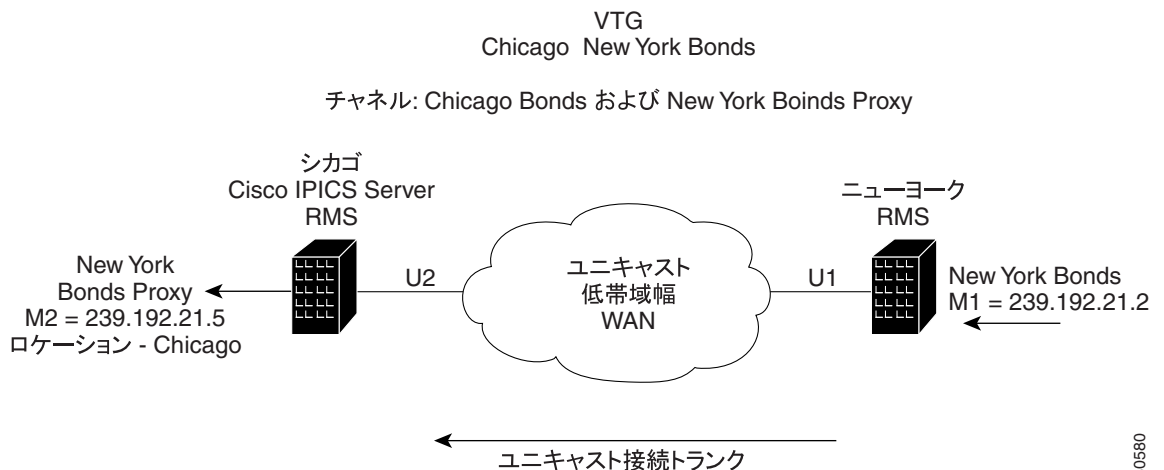 VTG
Chicago New York Bonds
チャネル: Chicago Bonds および New York Boinds Proxy
シカゴ
Cisco IPICS Server
RMS
ニューヨーク
RMS
New York
Bonds Proxy
M2 = 239.192.21.5
ロケーション - Chicago
U2
ユニキャスト
低帯域幅
WAN
U1
New York Bonds
M1 = 239.192.21.2
ユニキャスト接続トランク
0580